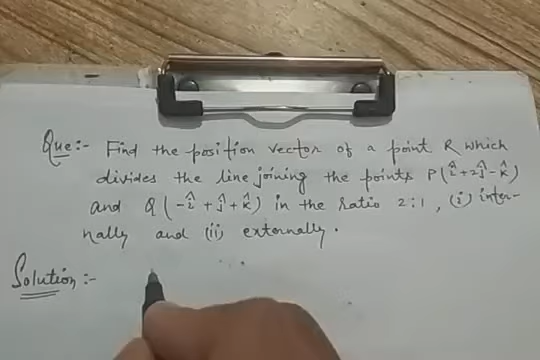 Que:- Find the position vector of a point R which
divides the line joining the points P(î+2ĵ-k̂)
and Q(-î+ĵ+k̂) in the ratio 2:1, (i) inter-
nally and (ii) externally.
Solution:-